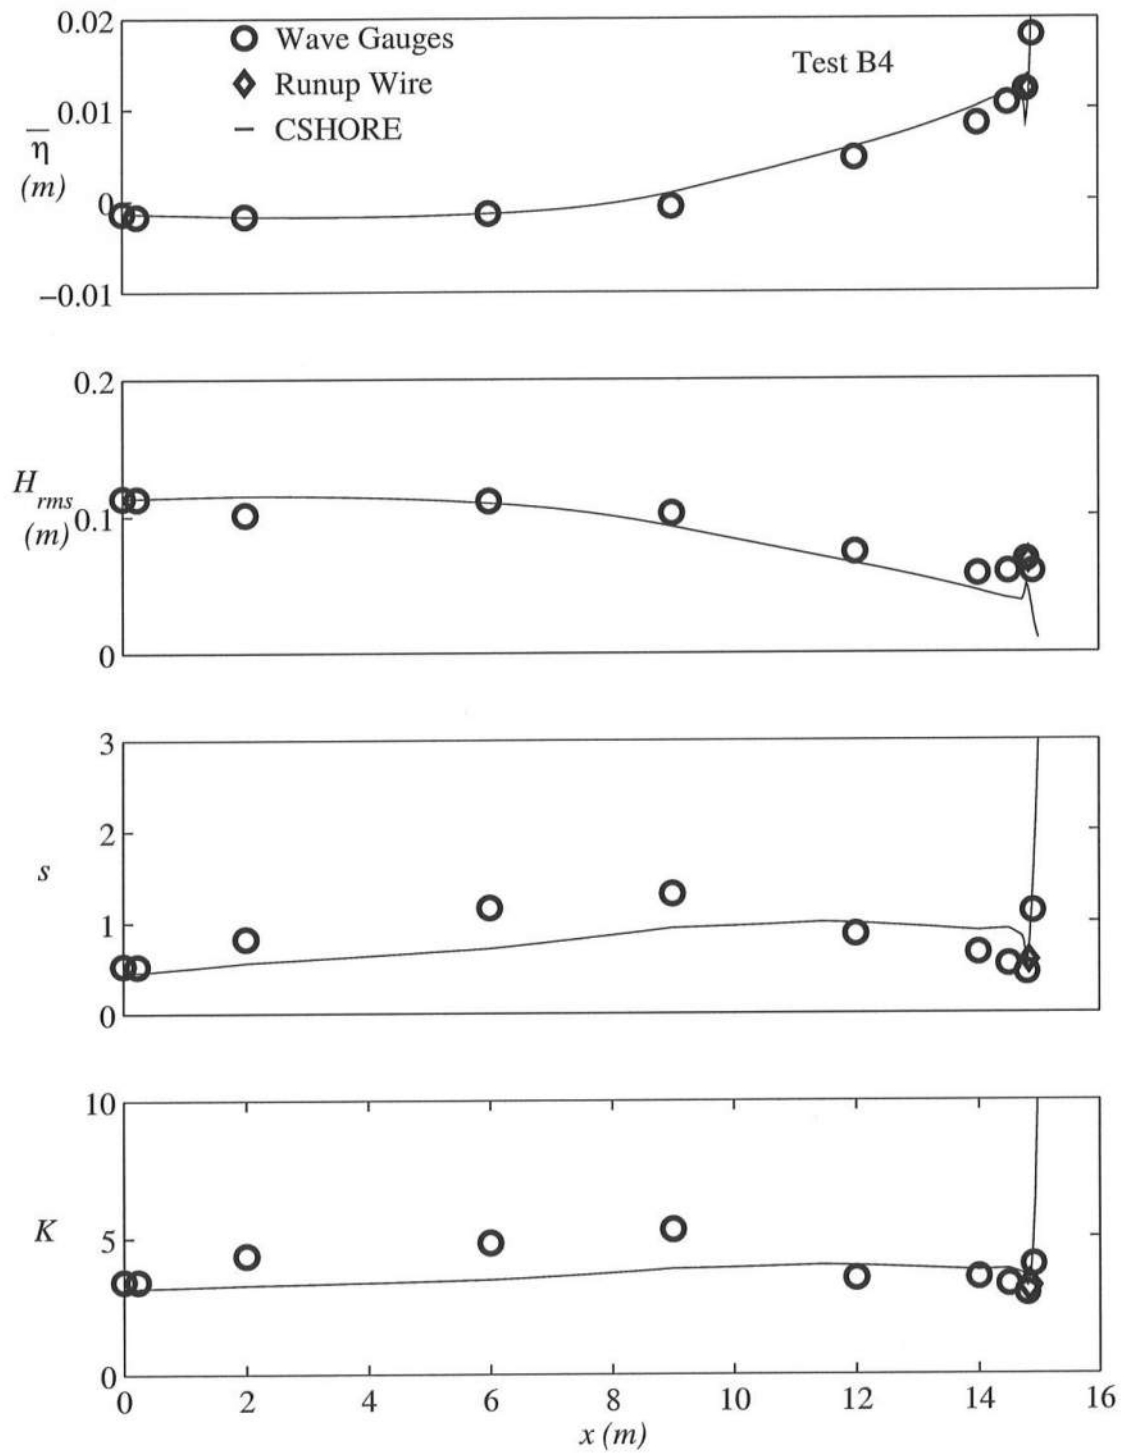 0.02
Wave Gauges
Test B4
Runup Wire
0.01
CSHORE
η
(m)
0
−0.01
0.2
H
rms
(m)
0.1
0
3
2
s
1
0
10
K
5
0
0 2 4 6 8 10 12 14 16
x (m)